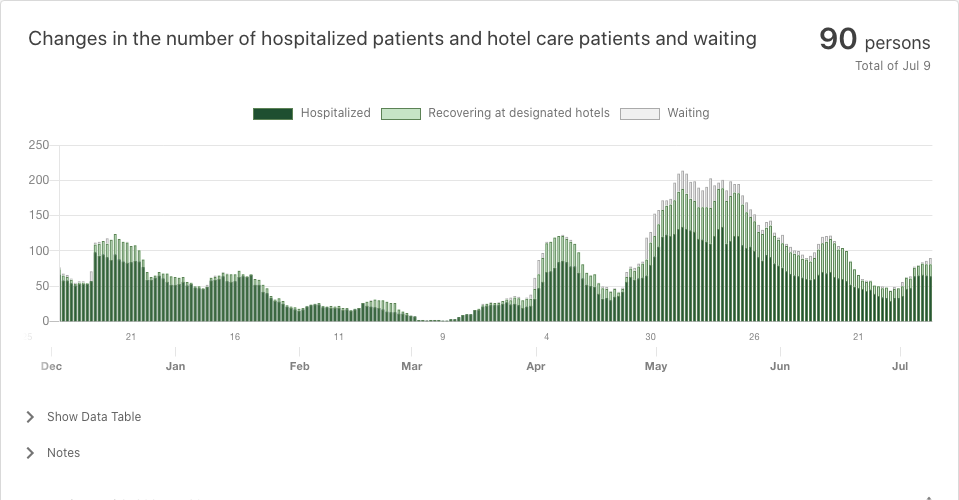 Changes in the number of hospitalized patients and hotel care patients and waiting
90 persons
Total of Jul 9
Hospitalized Recovering at designated hotels Waiting
250
200
150
100
50
0
5 21 16 11 9 4 30 26 21
Dec Jan Feb Mar Apr May Jun Jul
Show Data Table
Notes